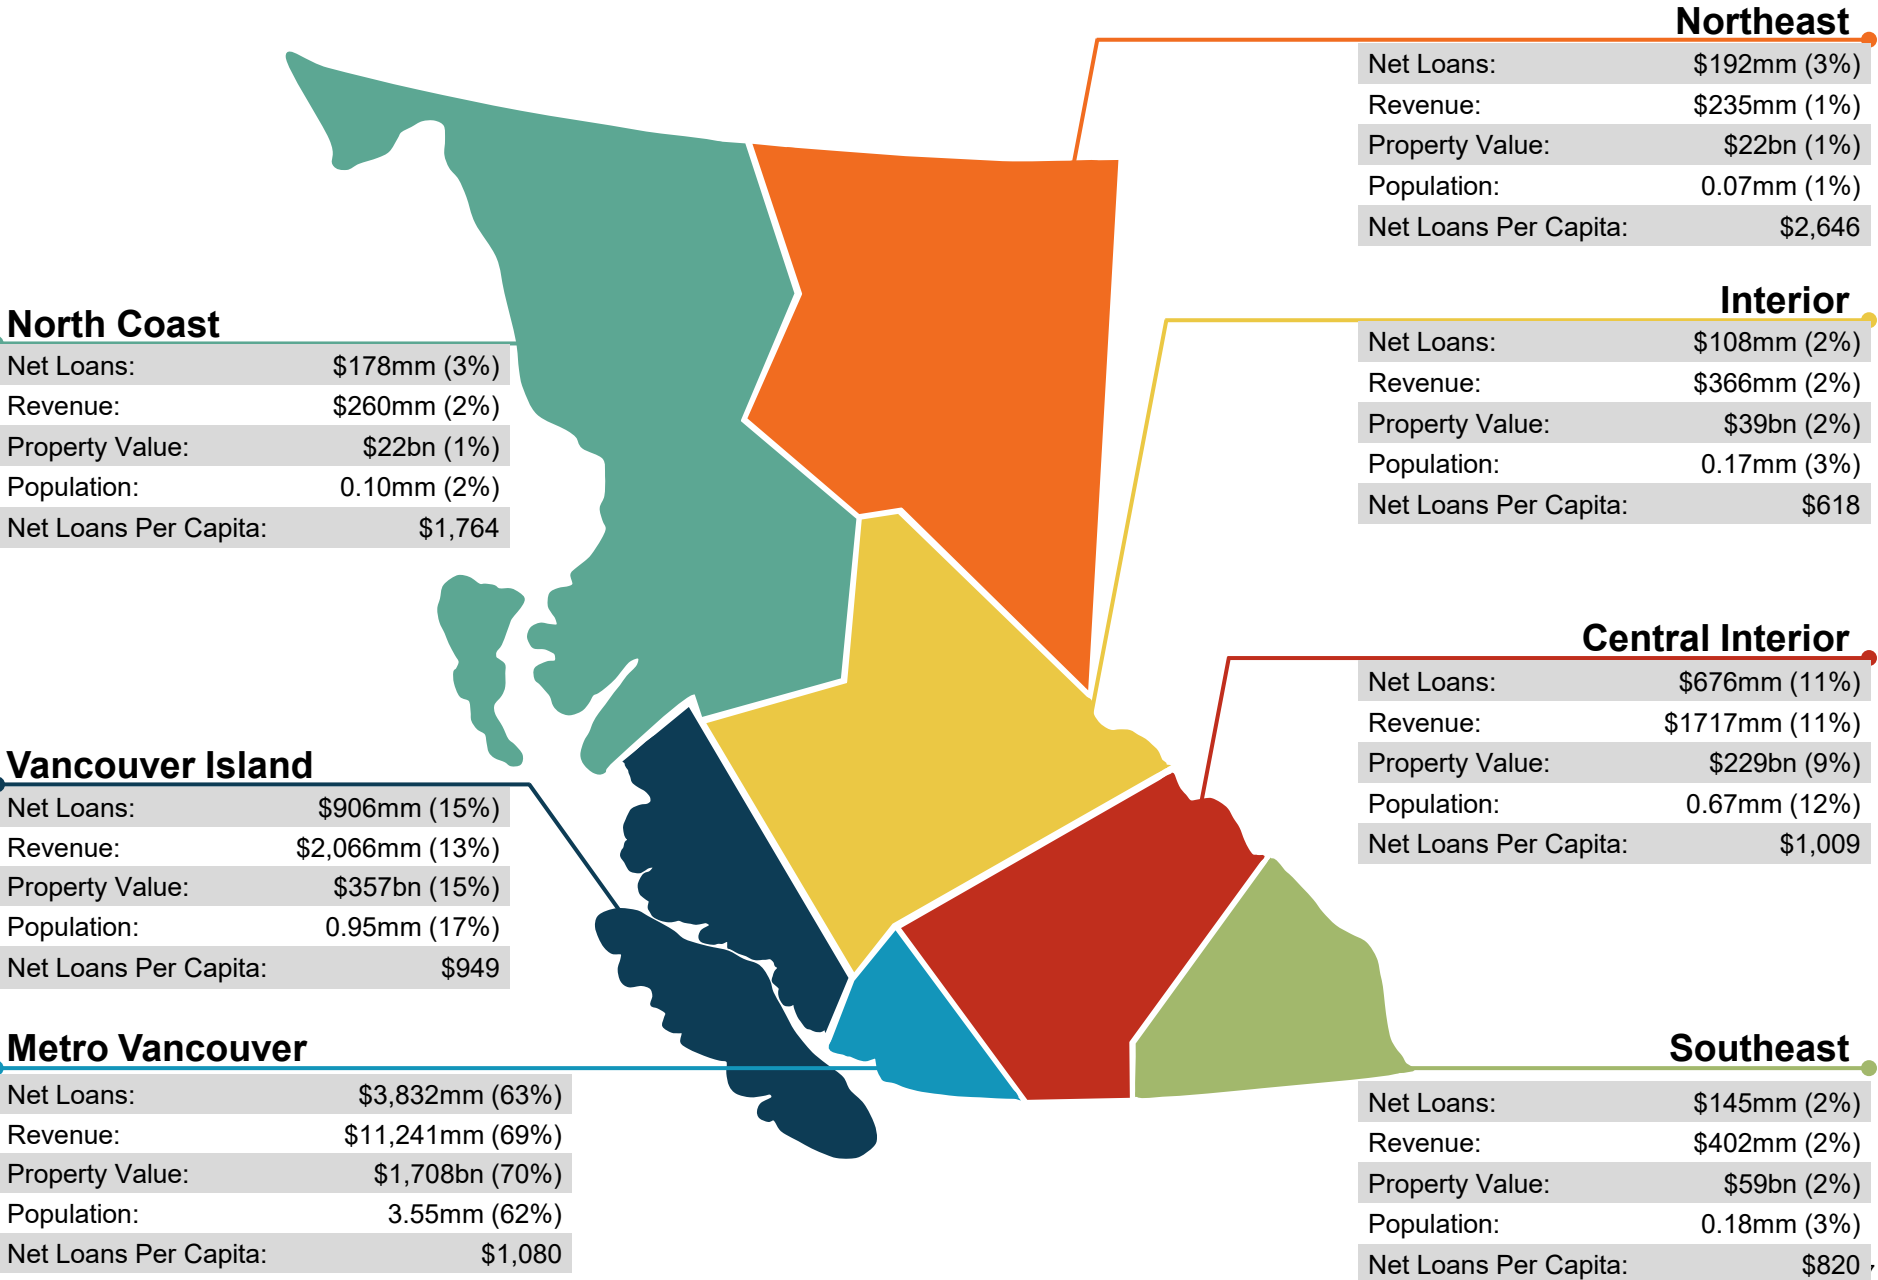 Northeast
Net Loans: $192mm (3%)
Revenue: $235mm (1%)
Property Value: $22bn (1%)
Population: 0.07mm (1%)
Net Loans Per Capita: $2,646
Interior
Net Loans: $108mm (2%)
Revenue: $366mm (2%)
Property Value: $39bn (2%)
Population: 0.17mm (3%)
Net Loans Per Capita: $618
North Coast
Net Loans: $178mm (3%)
Revenue: $260mm (2%)
Property Value: $22bn (1%)
Population: 0.10mm (2%)
Net Loans Per Capita: $1,764
Central Interior
Net Loans: $676mm (11%)
Revenue: $1717mm (11%)
Property Value: $229bn (9%)
Population: 0.67mm (12%)
Net Loans Per Capita: $1,009
Vancouver Island
Net Loans: $906mm (15%)
Revenue: $2,066mm (13%)
Property Value: $357bn (15%)
Population: 0.95mm (17%)
Net Loans Per Capita: $949
Metro Vancouver
Net Loans: $3,832mm (63%)
Revenue: $11,241mm (69%)
Property Value: $1,708bn (70%)
Population: 3.55mm (62%)
Net Loans Per Capita: $1,080
Southeast
Net Loans: $145mm (2%)
Revenue: $402mm (2%)
Property Value: $59bn (2%)
Population: 0.18mm (3%)
Net Loans Per Capita: $820